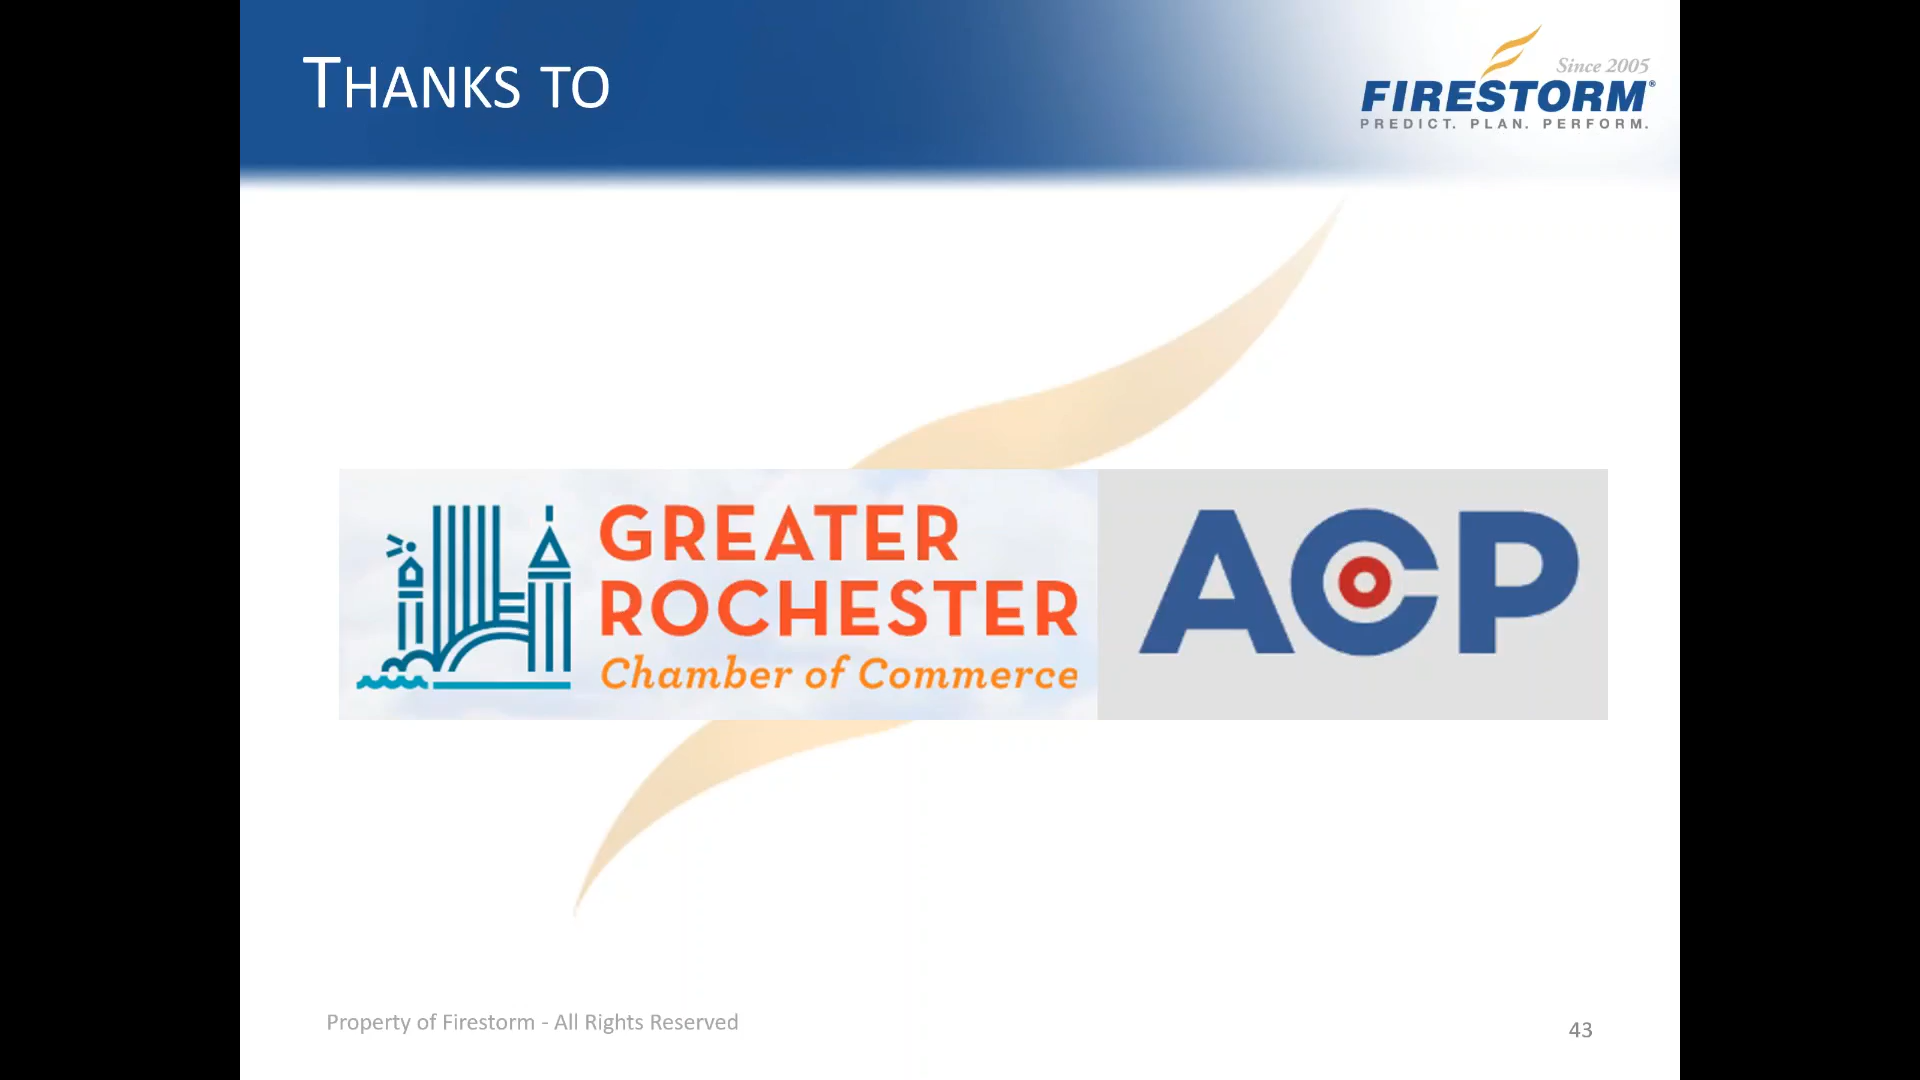 THANKS TO
Since 2005
FIRESTORM®
PREDICT. PLAN. PERFORM.
GREATER
ROCHESTER
Chamber of Commerce
ACP
Property of Firestorm - All Rights Reserved
43